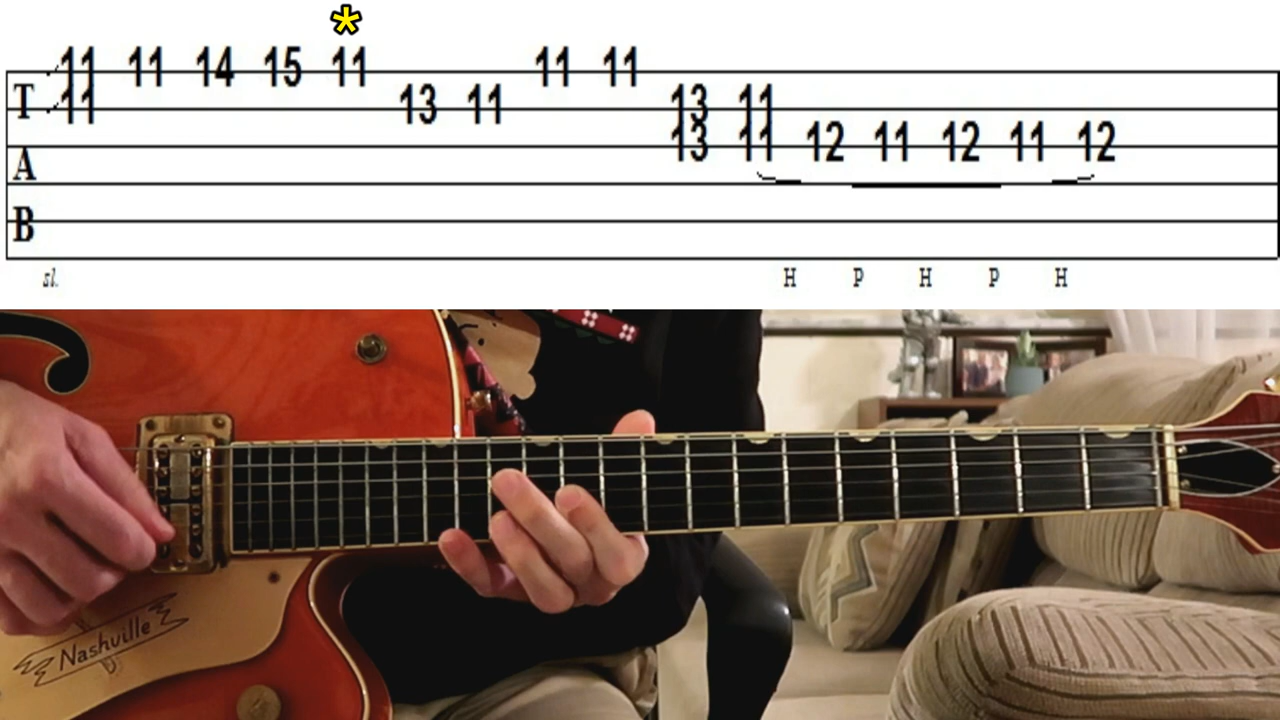 *
11 11 14 15 11 11 11
T 11 13 11 13 11
A 13 11 12 11 12 11 12
B
sl. H P H P H
Nashville